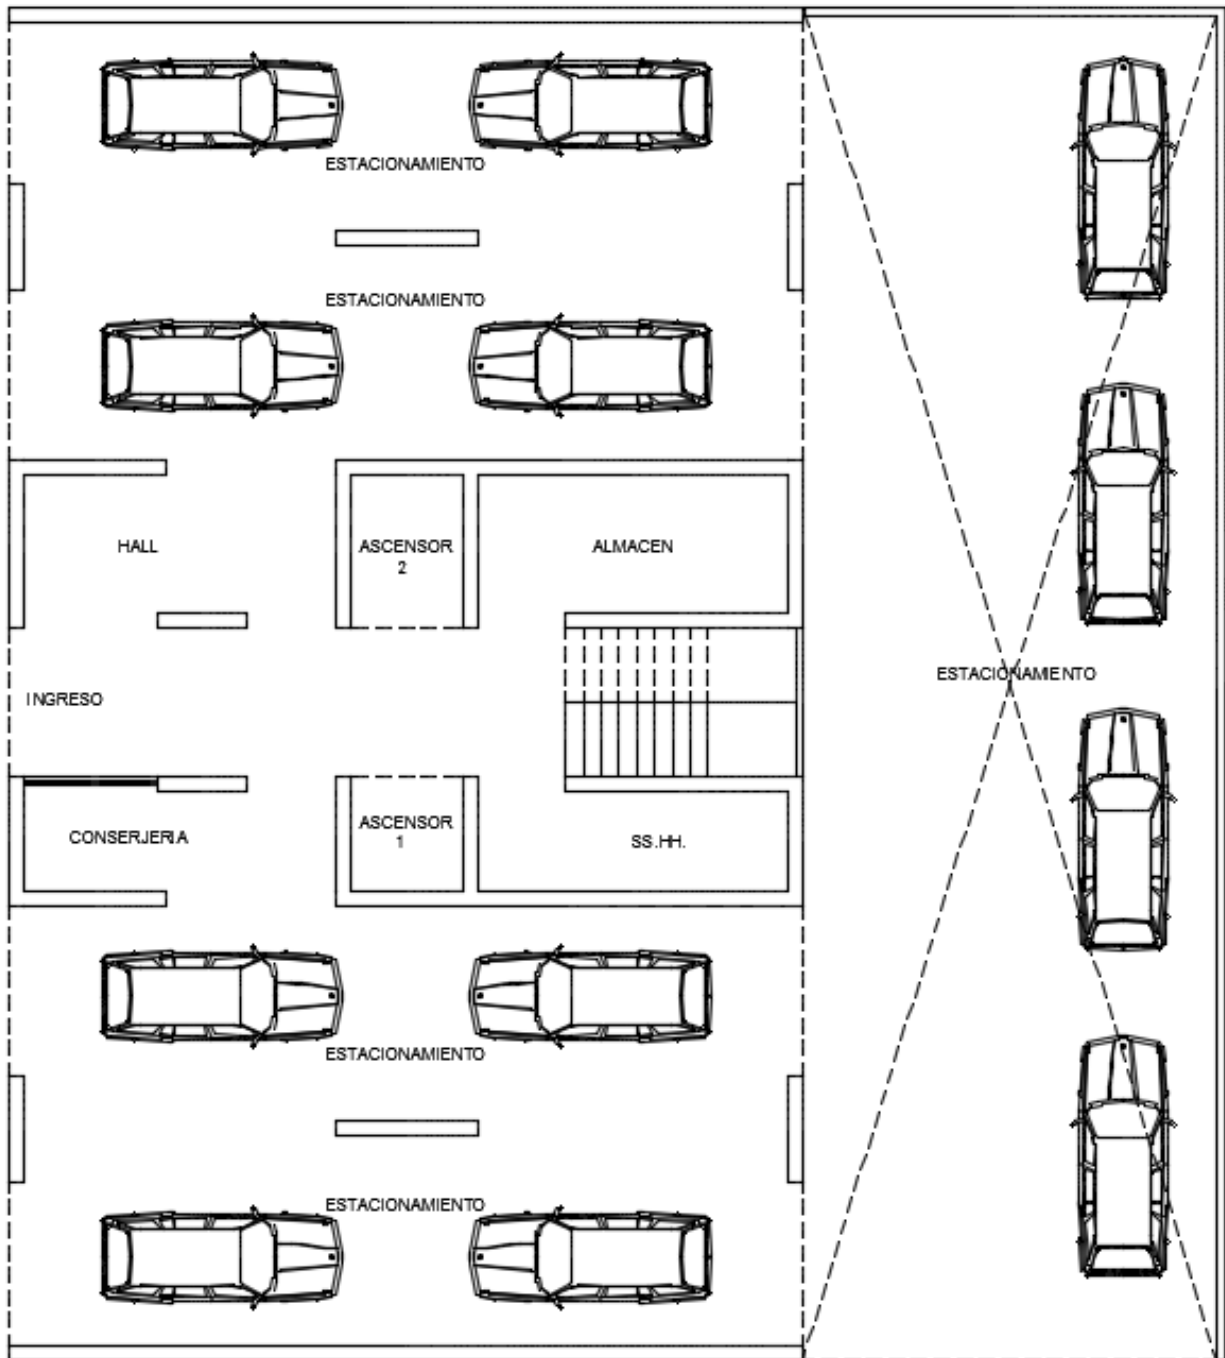 ESTACIONAMIENTO
ESTACIONAMIENTO
HALL
ASCENSOR
2
ALMACEN
ESTACIONAMIENTO
INGRESO
CONSERJERIA
ASCENSOR
1
SS.HH.
ESTACIONAMIENTO
ESTACIONAMIENTO